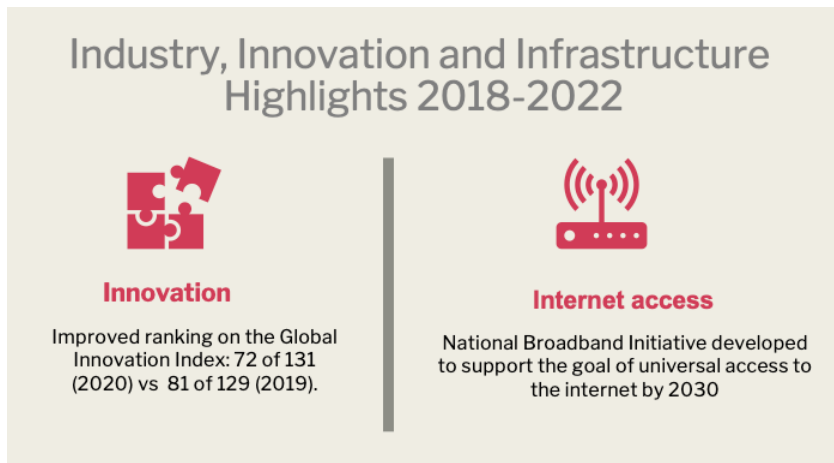 Industry, Innovation and Infrastructure
Highlights 2018-2022
Innovation
Improved ranking on the Global
Innovation Index: 72 of 131
(2020) vs 81 of 129 (2019).
Internet access
National Broadband Initiative developed
to support the goal of universal access to
the internet by 2030